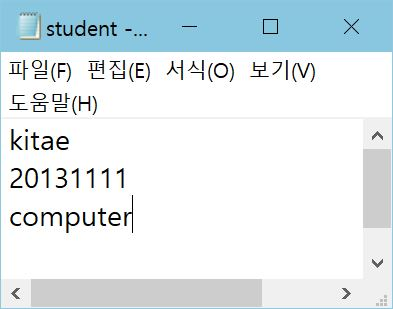 student -...
파일(F) 편집(E) 서식(O) 보기(V)
도움말(H)
kitae
20131111
computer